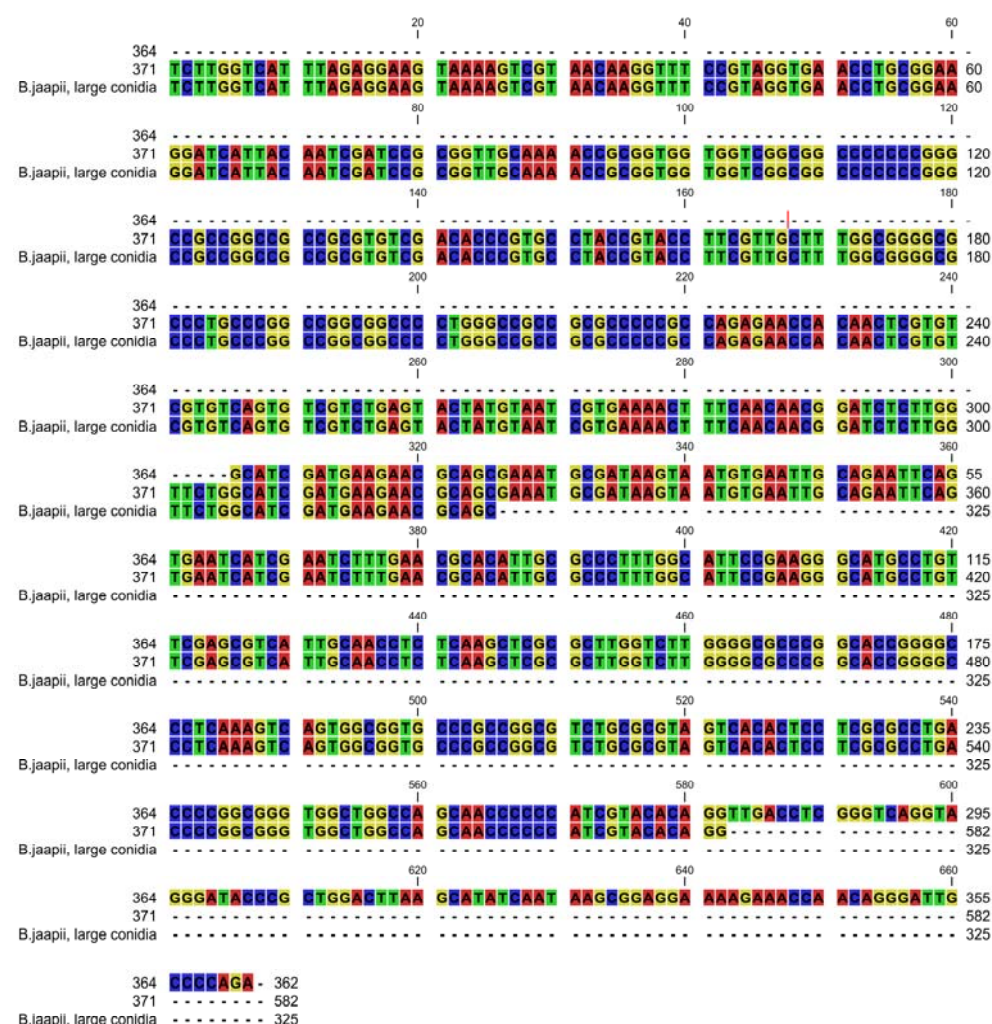 20 40 60
364 ---------- ---------- ---------- ---------- ---------- ---------- -
371 TCTTGGTCAT TTAGAGGAAG TAAAAGTCGT AACAAGGTTT CCGTAGGTGA ACCTGCGGAA 60
B.jaapii, large conidia TCTTGGTCAT TTAGAGGAAG TAAAAGTCGT AACAAGGTTT CCGTAGGTGA ACCTGCGGAA 60
80 100 120
364 ---------- ---------- ---------- ---------- ---------- ---------- -
371 GGATCATTAC AATCGATCCG CGGTTGCAAA ACCGCGGTGG TGGTCGGCGG CCCCCCCGGG 120
B.jaapii, large conidia GGATCATTAC AATCGATCCG CGGTTGCAAA ACCGCGGTGG TGGTCGGCGG CCCCCCCGGG 120
140 160 180
364 ---------- ---------- ---------- ---------- ---------- ---------- -
371 CCGCCGGCCG CCGCGTGTCG ACACCCGTGC CTACCGTACC TTCGTTGCTT TGGCGGGGCG 180
B.jaapii, large conidia CCGCCGGCCG CCGCGTGTCG ACACCCGTGC CTACCGTACC TTCGTTGCTT TGGCGGGGCG 180
200 220 240
364 ---------- ---------- ---------- ---------- ---------- ---------- -
371 CCCTGCCCGG CCGGCGGCCC CTGGGCCGCC GCGCCCCCGC CAGAGAACCA CAACTCGTGT 240
B.jaapii, large conidia CCCTGCCCGG CCGGCGGCCC CTGGGCCGCC GCGCCCCCGC CAGAGAACCA CAACTCGTGT 240
260 280 300
364 ---------- ---------- ---------- ---------- ---------- ---------- -
371 CGTGTCAGTG TCGTCTGAGT ACTATGTAAT CGTGAAAACT TTCAACAACG GATCTCTTGG 300
B.jaapii, large conidia CGTGTCAGTG TCGTCTGAGT ACTATGTAAT CGTGAAAACT TTCAACAACG GATCTCTTGG 300
320 340 360
364 -----GCATC GATGAAGAAC GCAGCGAAAT GCGATAAGTA ATGTGAATTG CAGAATTCAG 55
371 TTCTGGCATC GATGAAGAAC GCAGCGAAAT GCGATAAGTA ATGTGAATTG CAGAATTCAG 360
B.jaapii, large conidia TTCTGGCATC GATGAAGAAC GCAGC----- ---------- ---------- ---------- 325
380 400 420
364 TGAATCATCG AATCTTTGAA CGCACATTGC GCCCTTTGGC ATTCCGAAGG GCATGCCTGT 115
371 TGAATCATCG AATCTTTGAA CGCACATTGC GCCCTTTGGC ATTCCGAAGG GCATGCCTGT 420
B.jaapii, large conidia ---------- ---------- ---------- ---------- ---------- ---------- 325
440 460 480
364 TCGAGCGTCA TTGCAACCTC TCAAGCTCGC GCTTGGTCTT GGGGCGCCCG GCACCGGGGC 175
371 TCGAGCGTCA TTGCAACCTC TCAAGCTCGC GCTTGGTCTT GGGGCGCCCG GCACCGGGGC 480
B.jaapii, large conidia ---------- ---------- ---------- ---------- ---------- ---------- 325
500 520 540
364 CCTCAAAGTC AGTGGCGGTG CCCGCCGGCG TCTGCGCGTA GTCACACTCC TCGCGCCTGA 235
371 CCTCAAAGTC AGTGGCGGTG CCCGCCGGCG TCTGCGCGTA GTCACACTCC TCGCGCCTGA 540
B.jaapii, large conidia ---------- ---------- ---------- ---------- ---------- ---------- 325
560 580 600
364 CCCCGGCGGG TGGCTGGCCA GCAACCCCCC ATCGTACACA GGTTGACCTC GGGTCAGGTA 295
371 CCCCGGCGGG TGGCTGGCCA GCAACCCCCC ATCGTACACA GG-------- ---------- 582
B.jaapii, large conidia ---------- ---------- ---------- ---------- ---------- ---------- 325
620 640 660
364 GGGATACCCG CTGGACTTAA GCATATCAAT AAGCGGAGGA AAAGAAACCA ACAGGGATTG 355
371 ---------- ---------- ---------- ---------- ---------- ---------- 582
B.jaapii, large conidia ---------- ---------- ---------- ---------- ---------- ---------- 325
364 CCCCAGA- 362
371 -------- 582
B.jaapii, large conidia -------- 325